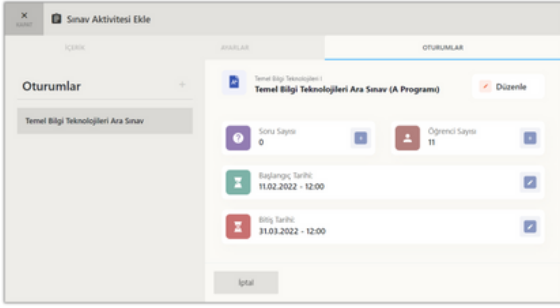 KAPAT
Sınav Aktivitesi Ekle
İÇERİK
AYARLAR
OTURUMLAR
Oturumlar
+
Temel Bilgi Teknolojileri Ara Sınav
Temel Bilgi Teknolojileri I
Temel Bilgi Teknolojileri Ara Sınav (A Programı)
Düzenle
Soru Sayısı
0
Öğrenci Sayısı
11
Başlangıç Tarihi:
11.02.2022 - 12:00
Bitiş Tarihi:
31.03.2022 - 12:00
İptal